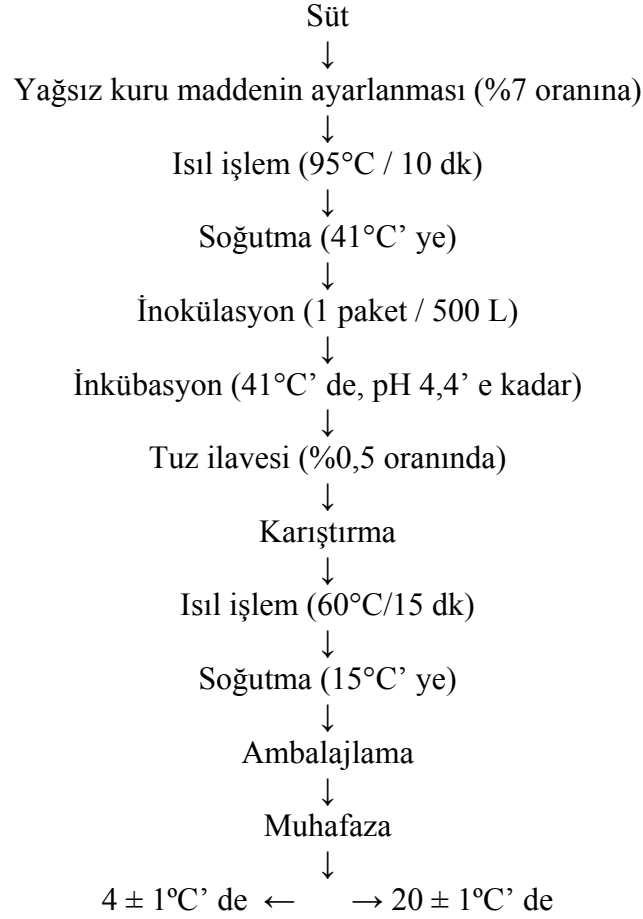 Süt
↓
Yağsız kuru maddenin ayarlanması (%7 oranına)
↓
Isıl işlem (95°C / 10 dk)
↓
Soğutma (41°C’ ye)
↓
İnokülasyon (1 paket / 500 L)
↓
İnkübasyon (41°C’ de, pH 4,4’ e kadar)
↓
Tuz ilavesi (%0,5 oranında)
↓
Karıştırma
↓
Isıl işlem (60°C/15 dk)
↓
Soğutma (15°C’ ye)
↓
Ambalajlama
↓
Muhafaza
↓
4 ± 1ºC’ de ← → 20 ± 1ºC’ de